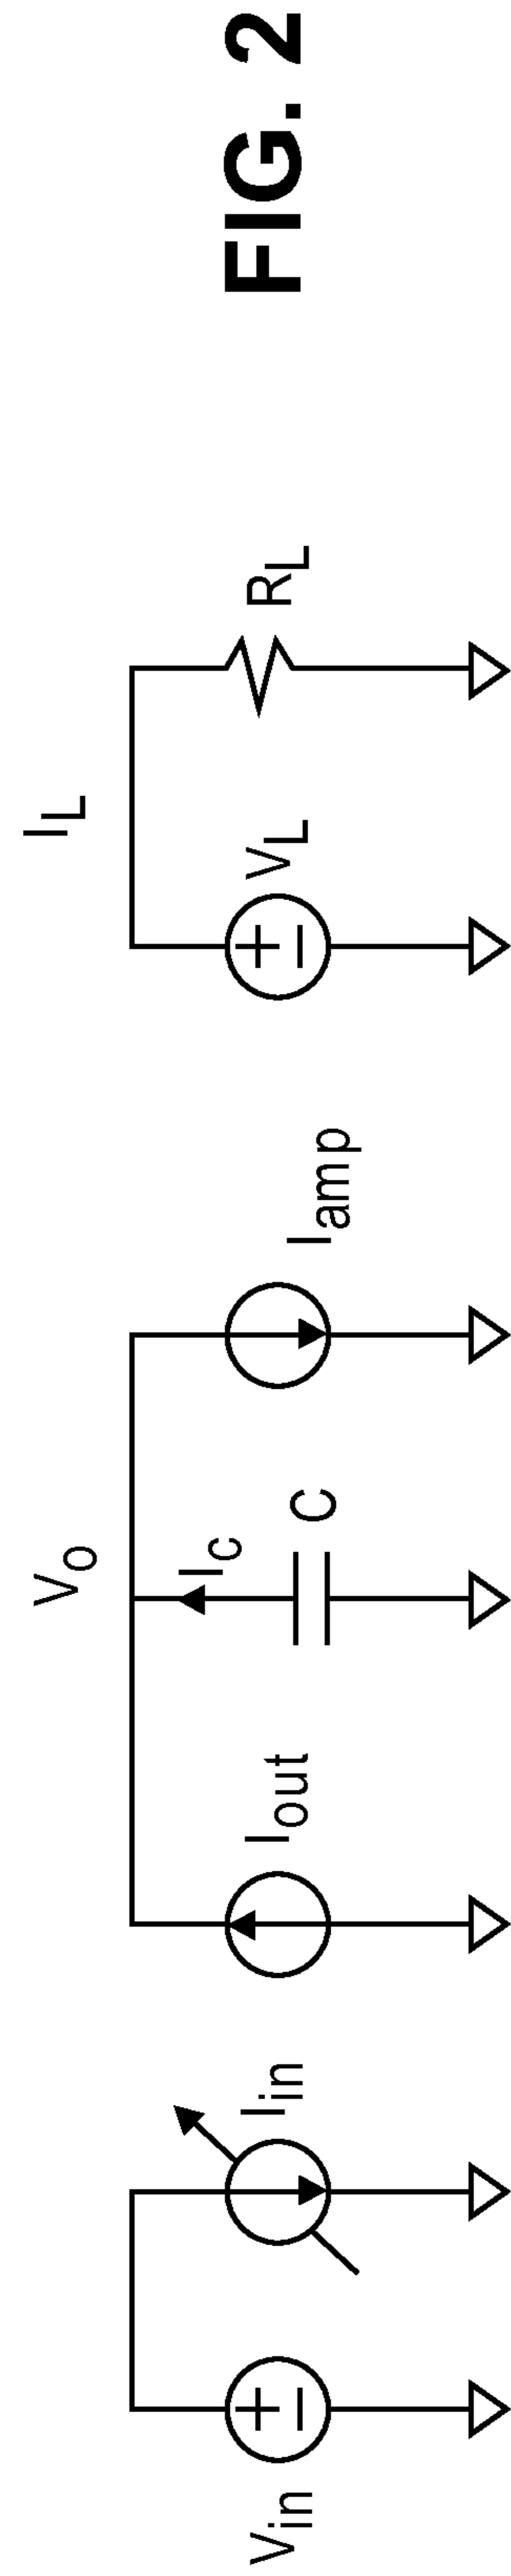 V_in
I_in
I_out
V_o
I_c
C
I_amp
V_L
I_L
R_L
FIG. 2